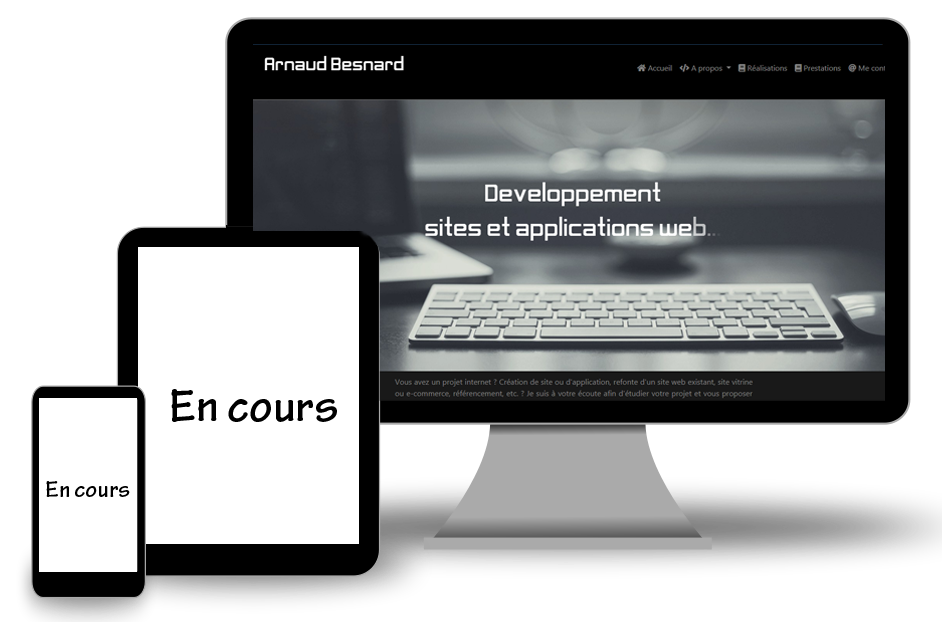 Arnaud Besnard
Accueil A propos Réalisations Prestations Me cont
Developpement
sites et applications web...
Vous avez un projet internet ? Création de site ou d'application, refonte d'un site web existant, site vitrine
ou e-commerce, référencement, etc. ? Je suis à votre écoute afin d'étudier votre projet et vous proposer
En cours
En cours